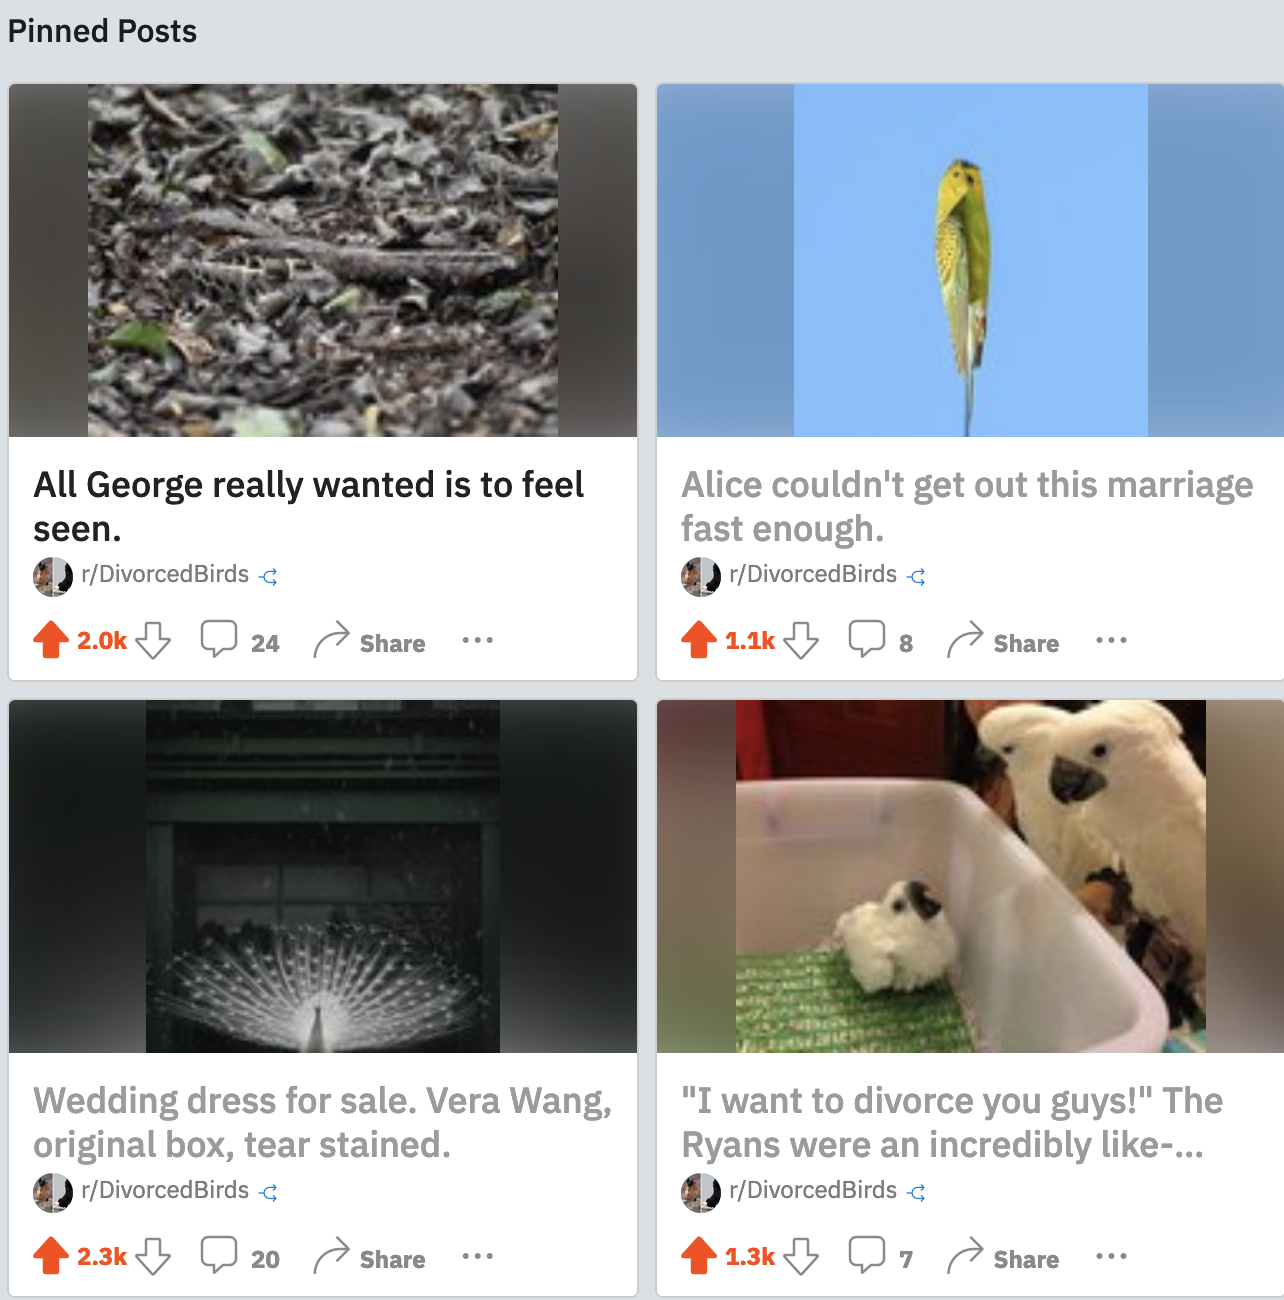 Pinned Posts
All George really wanted is to feel
seen.
r/DivorcedBirds
2.0k 24 Share
Alice couldn't get out this marriage
fast enough.
r/DivorcedBirds
1.1k 8 Share
Wedding dress for sale. Vera Wang,
original box, tear stained.
r/DivorcedBirds
2.3k 20 Share
"I want to divorce you guys!" The
Ryans were an incredibly like-...
r/DivorcedBirds
1.3k 7 Share